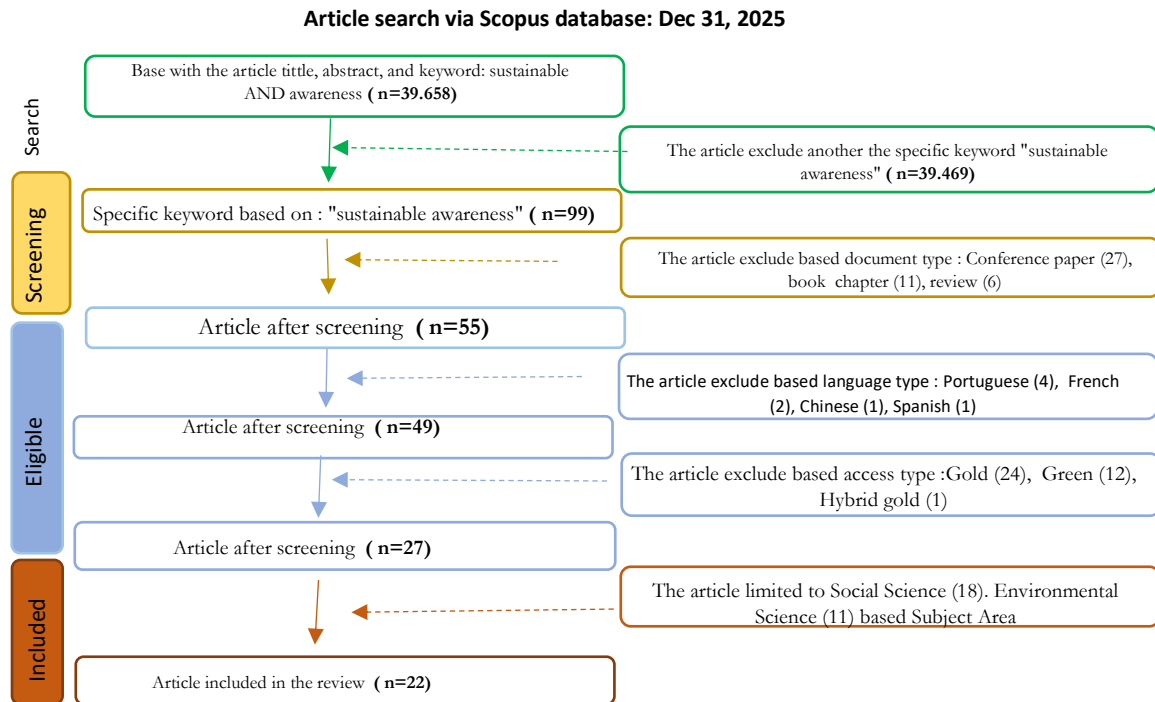 Article search via Scopus database: Dec 31, 2025
Search
Base with the article tittle, abstract, and keyword: sustainable
AND awareness ( n=39.658)
The article exclude another the specific keyword "sustainable
awareness" ( n=39.469)
Screening
Specific keyword based on : "sustainable awareness" ( n=99)
The article exclude based document type : Conference paper (27),
book chapter (11), review (6)
Eligible
Article after screening ( n=55)
The article exclude based language type : Portuguese (4), French
(2), Chinese (1), Spanish (1)
Article after screening ( n=49)
The article exclude based access type :Gold (24), Green (12),
Hybrid gold (1)
Article after screening ( n=27)
Included
The article limited to Social Science (18). Environmental
Science (11) based Subject Area
Article included in the review ( n=22)